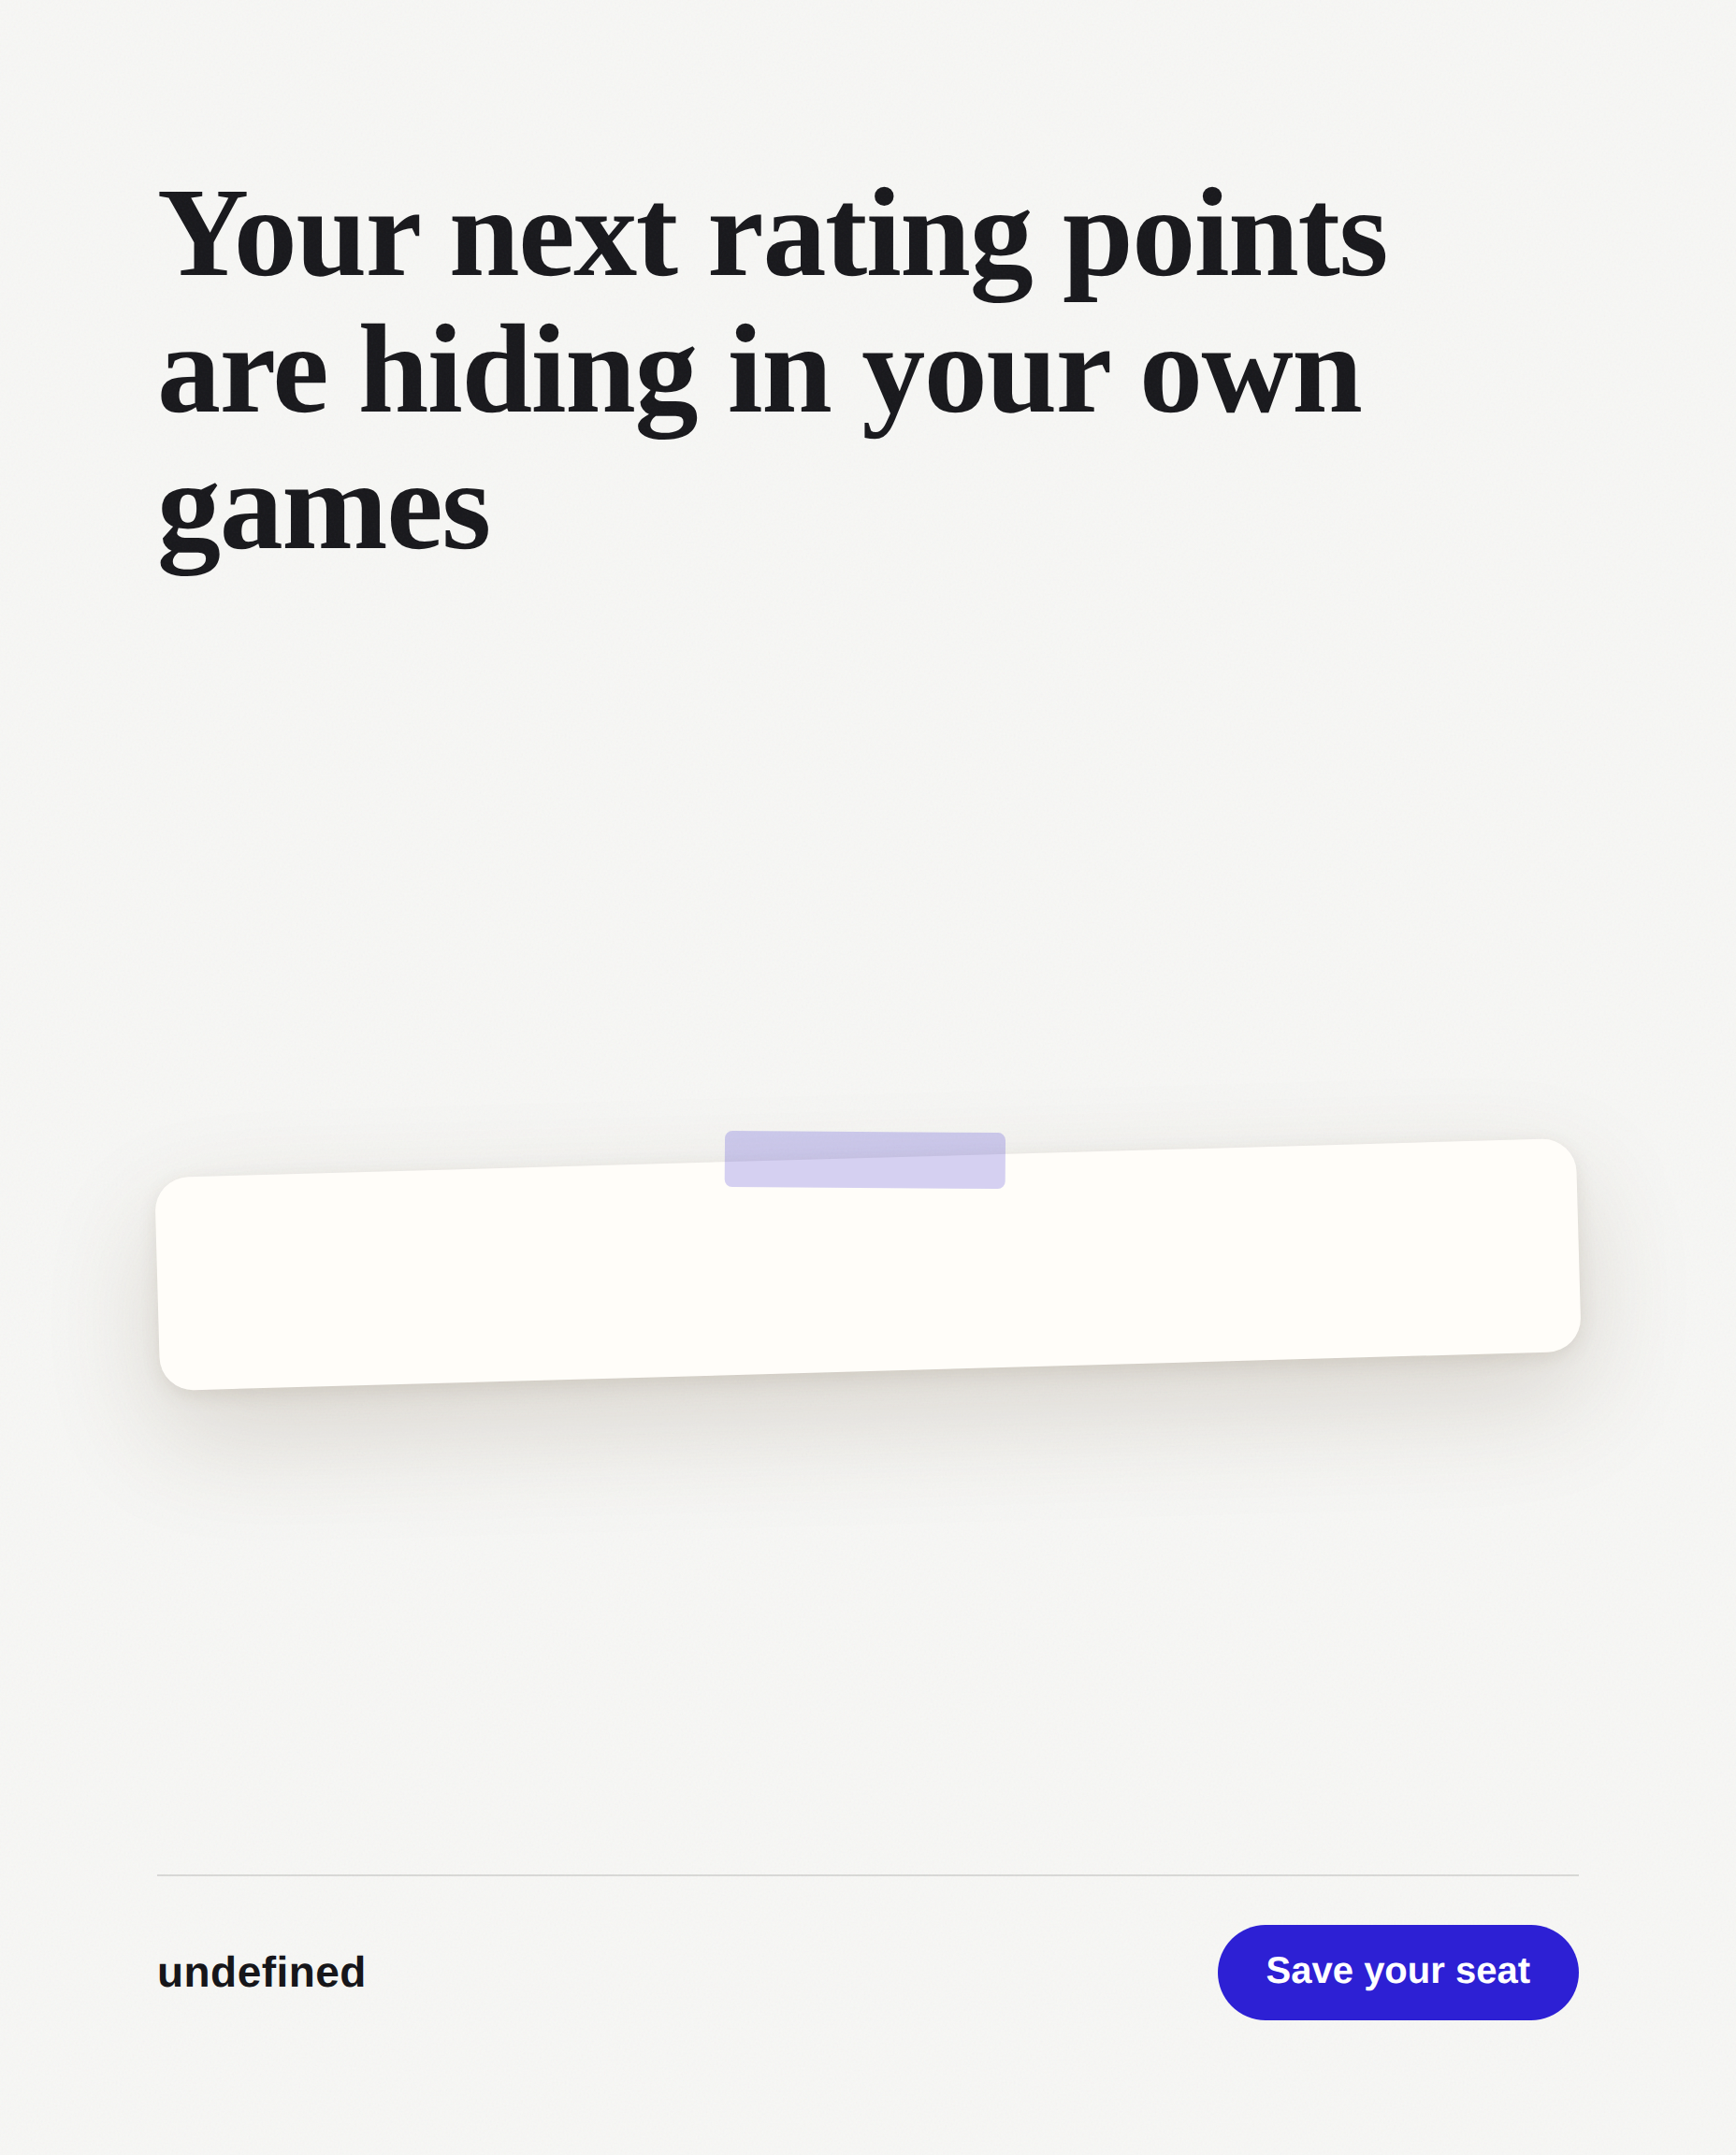 Your next rating points
are hiding in your own
games
undefined
Save your seat